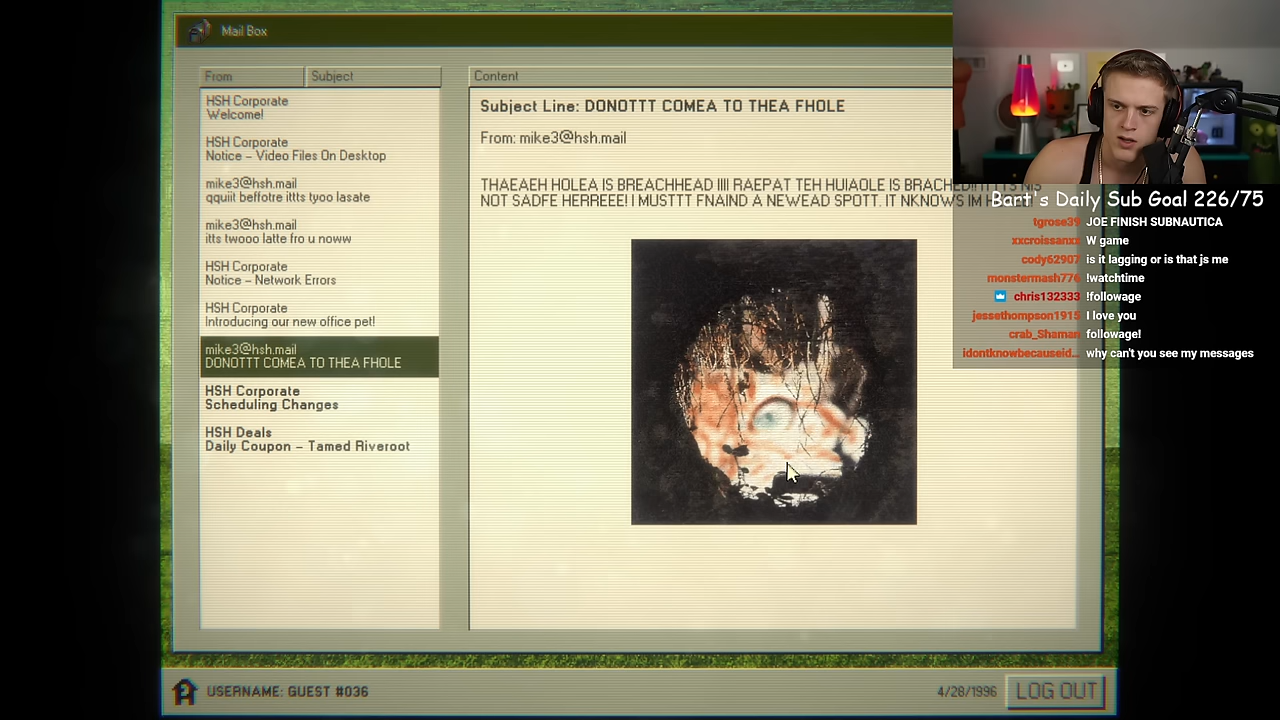 Mail Box
From
Subject
Content
HSH Corporate
Welcome!
HSH Corporate
Notice – Video Files On Desktop
mike3@hsh.mail
qquiit beffotre ittts tyoo lasate
mike3@hsh.mail
itts twooo latte fro u noww
HSH Corporate
Notice – Network Errors
HSH Corporate
Introducing our new office pet!
mike3@hsh.mail
DONOTTT COMEA TO THEA FHOLE
HSH Corporate
Scheduling Changes
HSH Deals
Daily Coupon – Tamed Riveroot
Subject Line: DONOTTT COMEA TO THEA FHOLE
From: mike3@hsh.mail
THAEAEH HOLEA IS BREACHHEAD IIII RAEPAT TEH HUIAOLE IS
NOT SADFE HERREEE! I MUSTTT FNAIND A NEWEAD SPOTT. IT NKNOWS IM
Bart's Daily Sub Goal 226/75
tgrose39 JOE FINISH SUBNAUTICA
xxcroissanxx W game
cody62907 is it lagging or is that js me
monstermash776 !watchtime
chris132333 !followage
jessethompson1915 I love you
crab_Shaman followage!
idontknowbecauseid... why can't you see my messages
USERNAME: GUEST #036
4/28/1996
LOG OUT